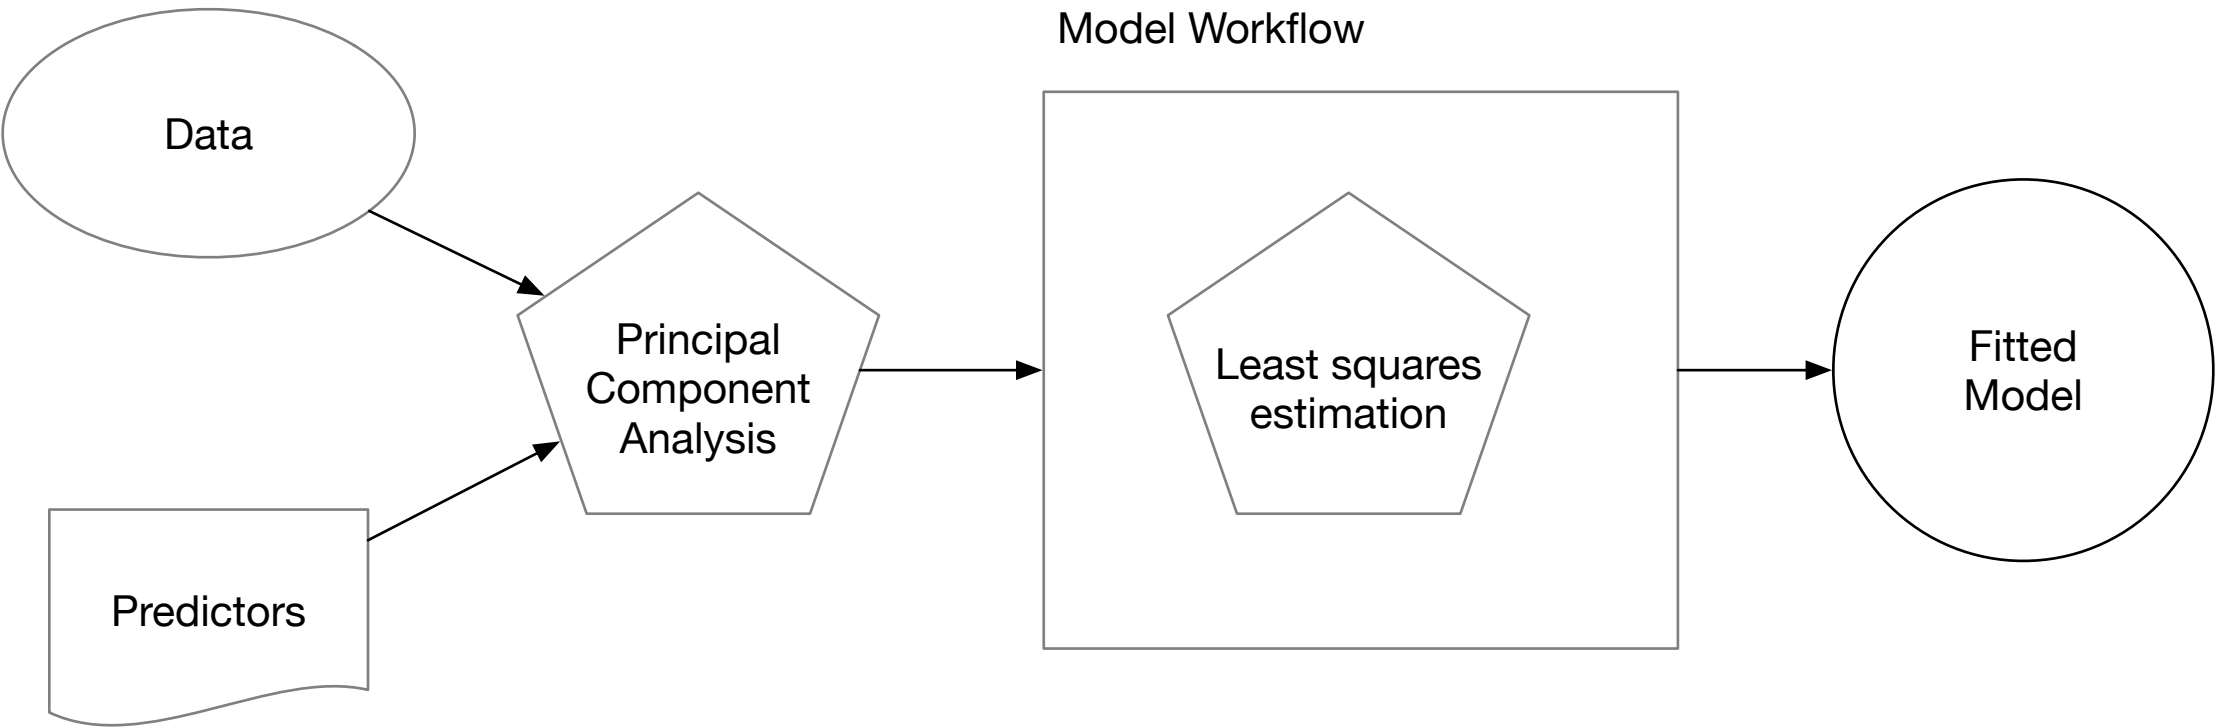 Model Workflow
Data
Principal
Component
Analysis
Least squares
estimation
Fitted
Model
Predictors